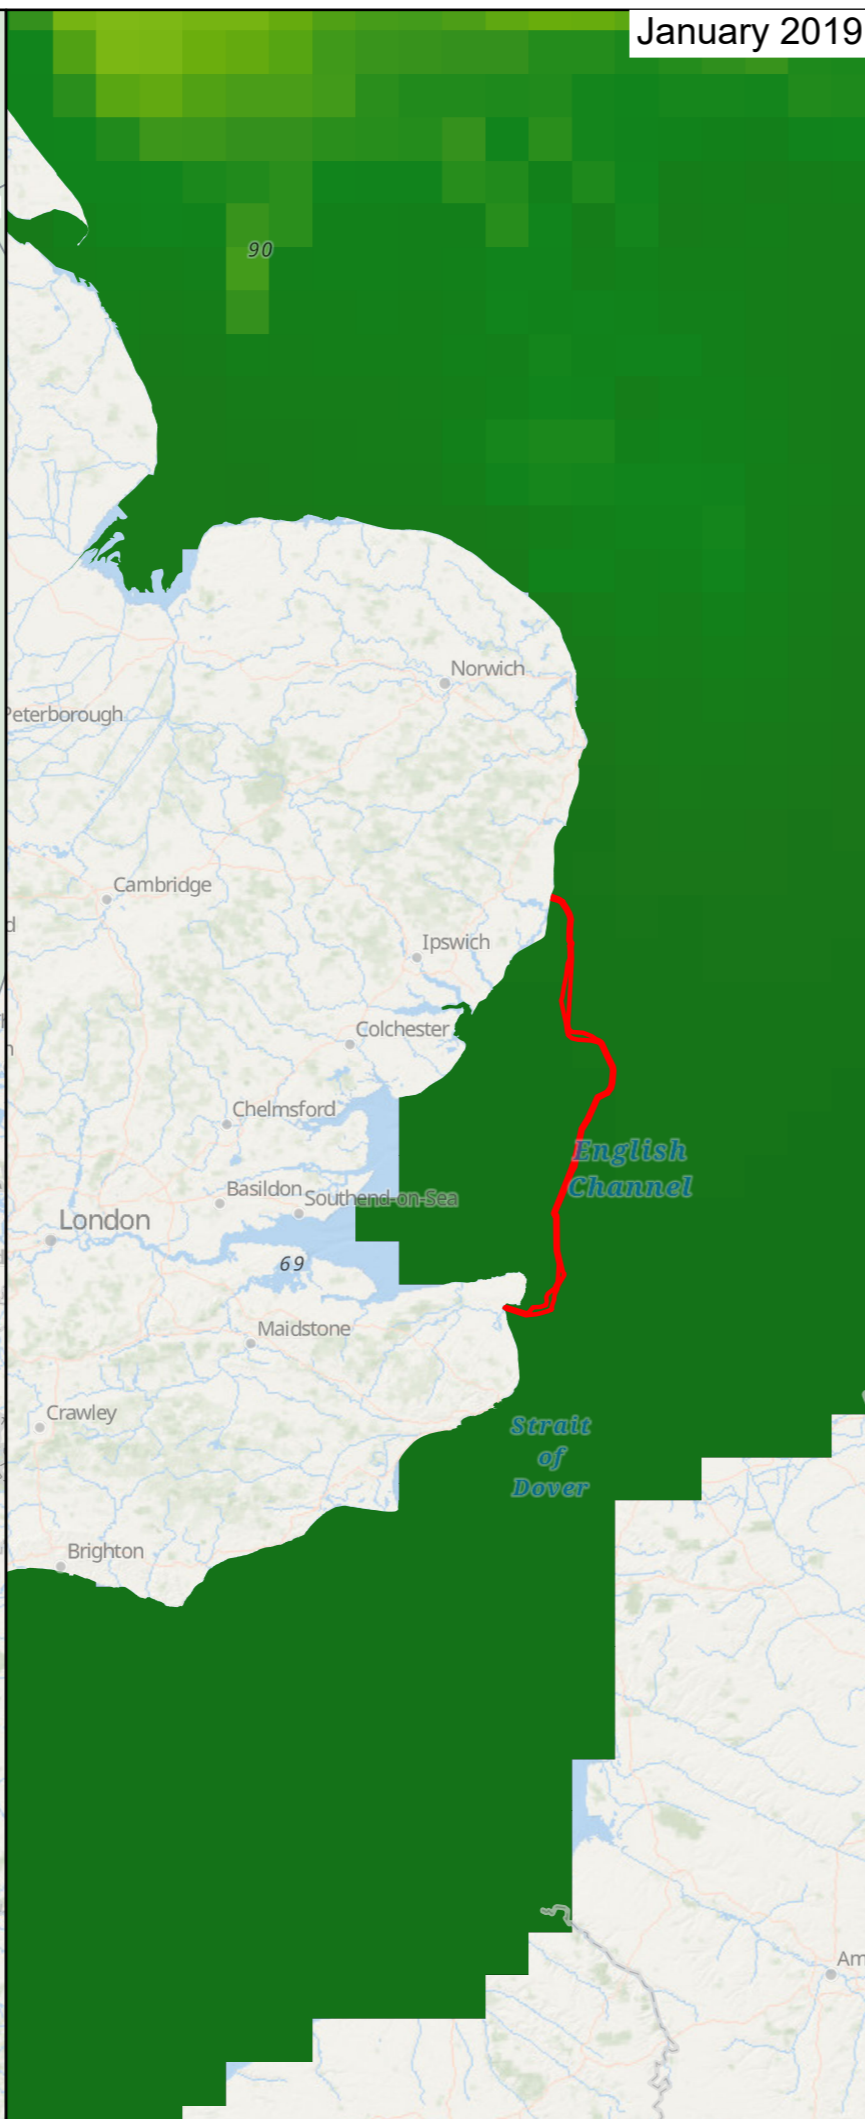 January 2019
90
Norwich
Peterborough
Cambridge
d
Ipswich
Colchester
Chelmsford
English
Channel
Basildon
Southend-on-Sea
London
69
Maidstone
Crawley
Strait
of
Dover
Brighton
Am